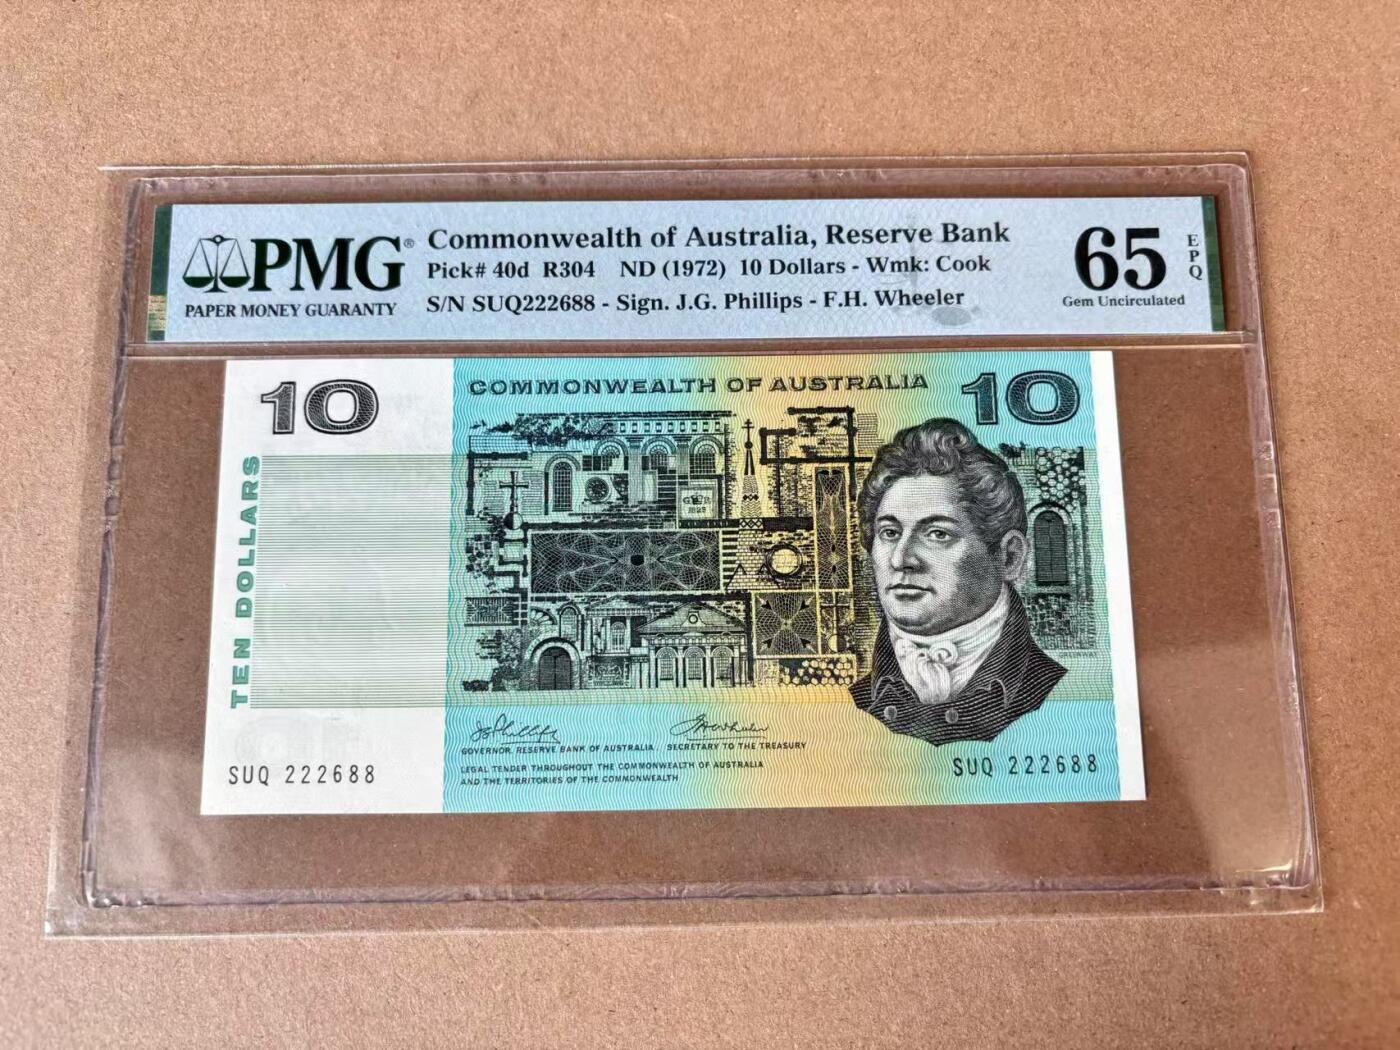 PMG®
PAPER MONEY GUARANTY
Commonwealth of Australia, Reserve Bank
Pick# 40d R304 ND (1972) 10 Dollars - Wmk: Cook
S/N SUQ222688 - Sign. J.G. Phillips - F.H. Wheeler
65
EPQ
Gem Uncirculated
10
COMMONWEALTH OF AUSTRALIA
10
TEN DOLLARS
GREENWAY
GOVERNOR, RESERVE BANK OF AUSTRALIA. SECRETARY TO THE TREASURY
LEGAL TENDER THROUGHOUT THE COMMONWEALTH OF AUSTRALIA
AND THE TERRITORIES OF THE COMMONWEALTH
SUQ 222688
SUQ 222688